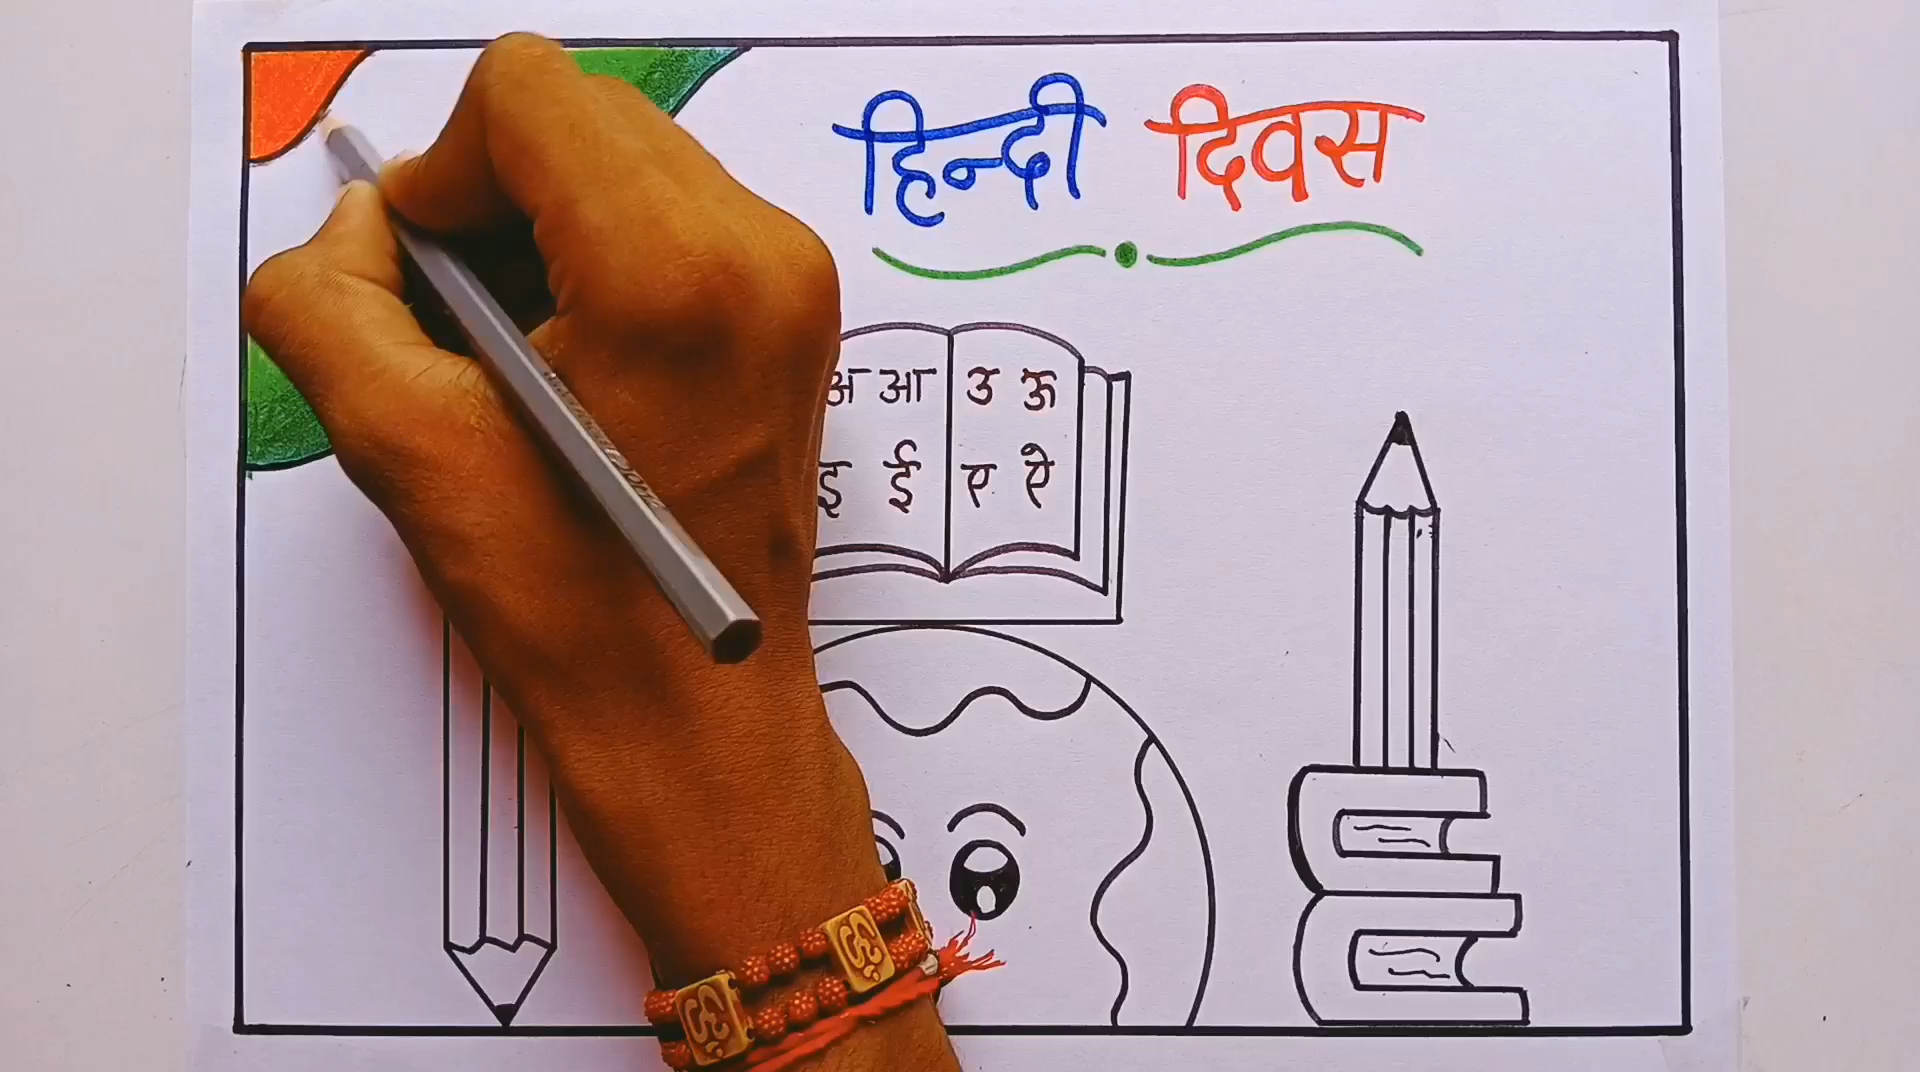 हिन्दी दिवस
अ आ उ ऊ
इ ई ए ऐ